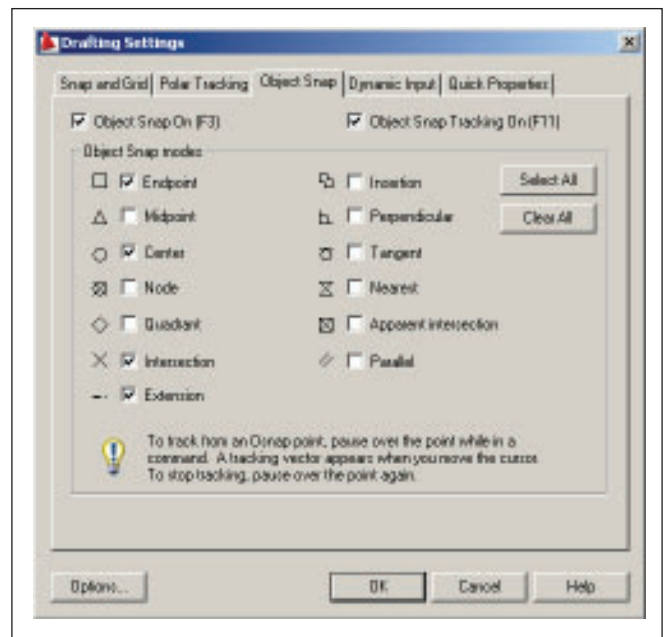 Drafting Settings
Snap and Grid Polar Tracking Object Snap Dynamic Input Quick Properties
Object Snap On (F3)
Object Snap Tracking On (F11)
Object Snap modes
Endpoint
Midpoint
Center
Node
Quadrant
Intersection
Extension
Insertion
Perpendicular
Tangent
Nearest
Apparent intersection
Parallel
Select All
Clear All
To track from an Osnap point, pause over the point while in a
command. A tracking vector appears when you move the cursor.
To stop tracking, pause over the point again.
Options...
OK
Cancel
Help